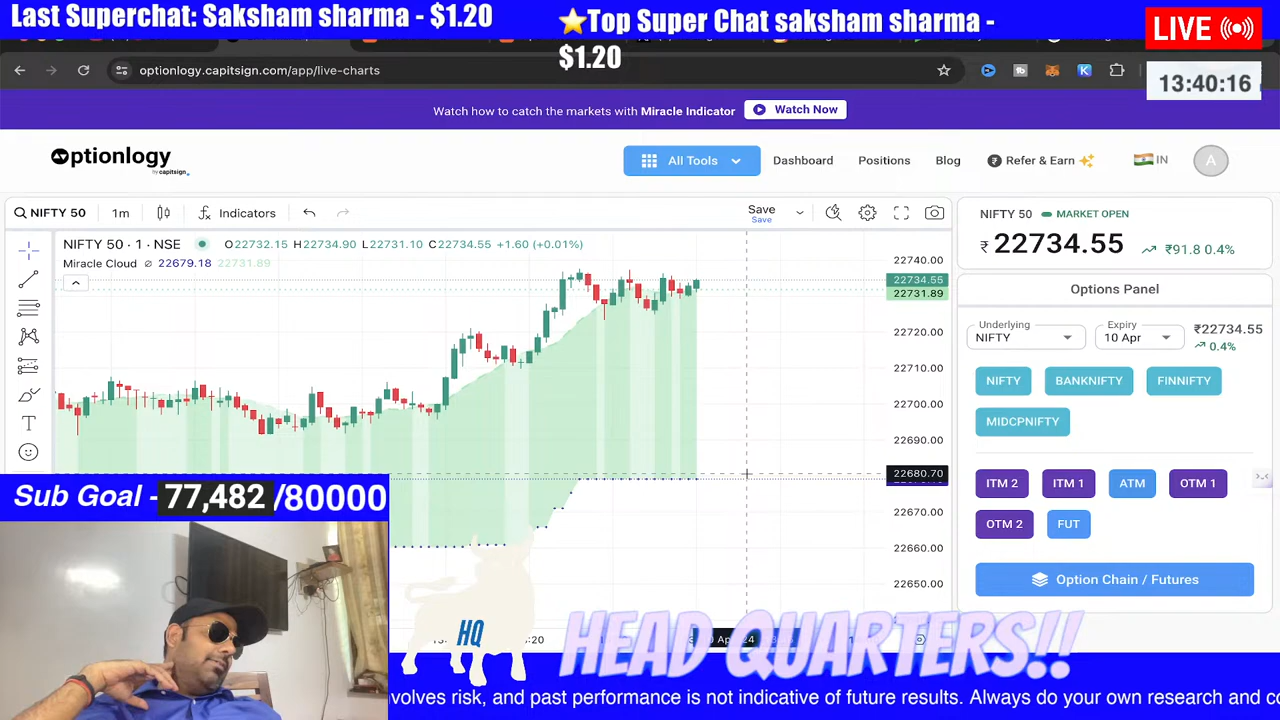 Last Superchat: Saksham sharma - $1.20
⭐Top Super Chat saksham sharma -
$1.20
LIVE
13:40:16
optionlogy.capitsign.com/app/live-charts
Watch how to catch the markets with Miracle Indicator
Watch Now
optionlogy
by capitsign
All Tools
Dashboard
Positions
Blog
Refer & Earn
IN
A
NIFTY 50
1m
Indicators
Save
Save
NIFTY 50 · 1 · NSE
O22732.15 H22734.90 L22731.10 C22734.55 +1.60 (+0.01%)
Miracle Cloud ⌀ 22679.18 22731.89
22740.00
22734.55
22731.89
22720.00
22710.00
22700.00
22690.00
22680.70
22670.00
22660.00
22650.00
NIFTY 50
MARKET OPEN
₹ 22734.55
₹91.8 0.4%
Options Panel
Underlying
NIFTY
Expiry
10 Apr
₹22734.55
0.4%
NIFTY
BANKNIFTY
FINNIFTY
MIDCPNIFTY
ITM 2
ITM 1
ATM
OTM 1
OTM 2
FUT
Option Chain / Futures
Sub Goal - 77,482 /80000
HQ
HEAD QUARTERS!!
volves risk, and past performance is not indicative of future results. Always do your own research and co